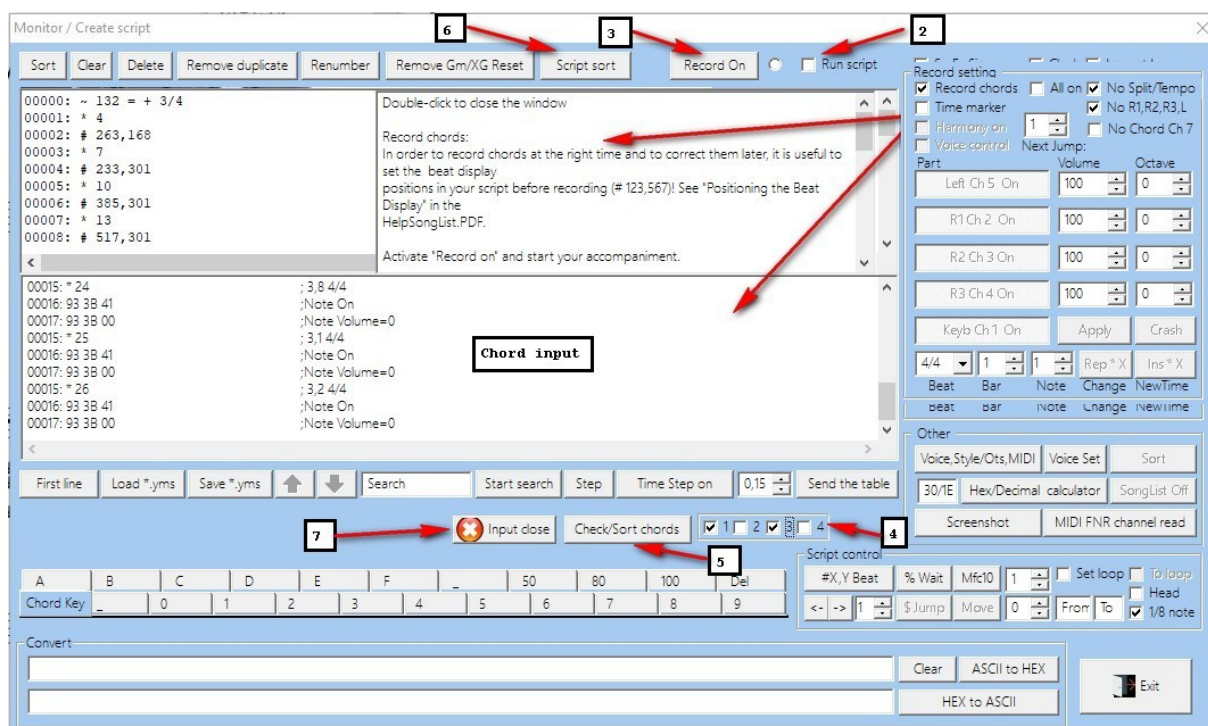 Monitor / Create script
6
3
2
Sort Clear Delete Remove duplicate Renumber Remove Gm/XG Reset Script sort Record On Run script
Record setting
Record chords All on No Split/Tempo
Time marker No R1,R2,R3,L
Harmony on 1 No Chord Ch 7
Voice control Next Jump:
Part Volume Octave
Left Ch 5 On 100 0
R1 Ch 2 On 100 0
R2 Ch 3 On 100 0
R3 Ch 4 On 100 0
Keyb Ch 1 On Apply Crash
4/4 1 1 Rep * X Ins * X
Beat Bar Note Change NewTime
Beat Bar Note Change NewTime
00000: ~ 132 = + 3/4
00001: * 4
00002: # 263,168
00003: * 7
00004: # 233,301
00005: * 10
00006: # 385,301
00007: * 13
00008: # 517,301
Double-click to close the window
Record chords:
In order to record chords at the right time and to correct them later, it is useful to
set the beat display
positions in your script before recording (# 123,567)! See "Positioning the Beat
Display" in the
HelpSongList.PDF.
Activate "Record on" and start your accompaniment.
00015: * 24 ; 3,8 4/4
00016: 93 3B 41 ;Note On
00017: 93 3B 00 ;Note Volume=0
00015: * 25 ; 3,1 4/4
00016: 93 3B 41 ;Note On
00017: 93 3B 00 ;Note Volume=0
00015: * 26 ; 3,2 4/4
00016: 93 3B 41 ;Note On
00017: 93 3B 00 ;Note Volume=0
Chord input
Other
Voice,Style/Ots,MIDI Voice Set Sort
30/1E Hex/Decimal calculator SongList Off
Screenshot MIDI FNR channel read
First line Load *.yms Save *.yms Search Start search Step Time Step on 0,15 Send the table
7 Input close Check/Sort chords 1 2 3 4 4
5
Script control
#X,Y Beat % Wait Mfc10 1 Set loop To loop
Head
<- -> 1 $ Jump Move 0 From To 1/8 note
A B C D E F _ 50 80 100 Del
Chord Key _ 0 1 2 3 4 5 6 7 8 9
Convert
Clear ASCII to HEX
HEX to ASCII
Exit